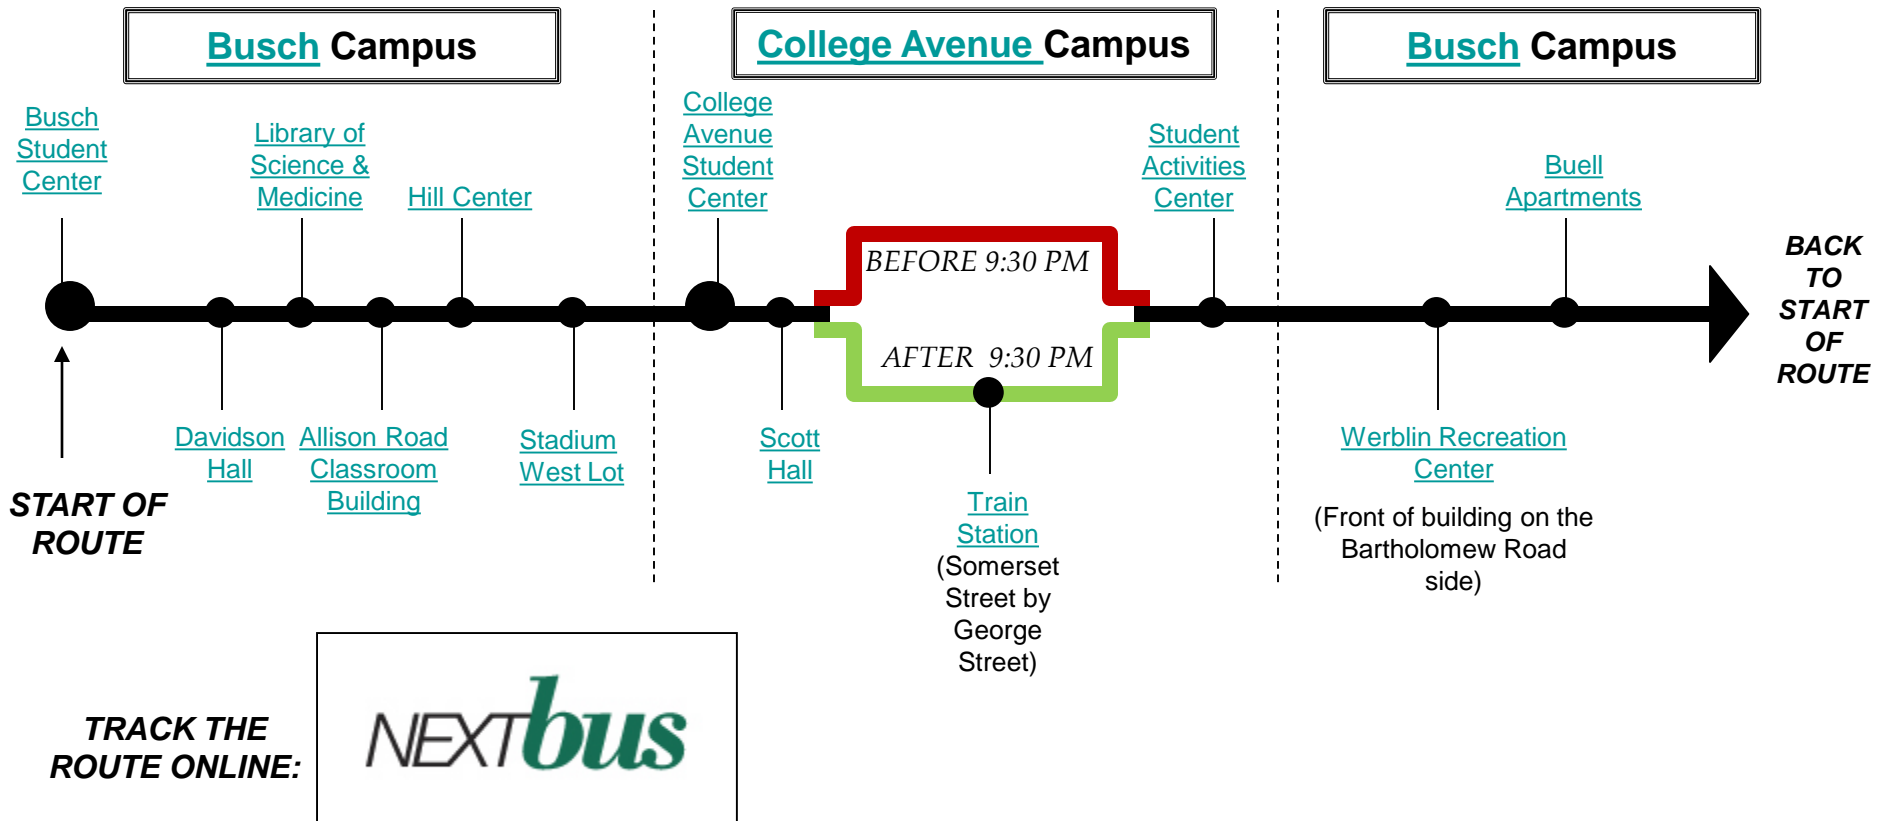 Busch Campus
College Avenue Campus
Busch Campus
Busch
Student
Center
Library of
Science &
Medicine
Hill Center
College
Avenue
Student
Center
Student
Activities
Center
Buell
Apartments
BEFORE 9:30 PM
AFTER 9:30 PM
BACK
TO
START
OF
ROUTE
START OF
ROUTE
Davidson
Hall
Allison Road
Classroom
Building
Stadium
West Lot
Scott
Hall
Train
Station
(Somerset
Street by
George
Street)
Werblin Recreation
Center
(Front of building on the
Bartholomew Road
side)
TRACK THE
ROUTE ONLINE:
NEXTbus